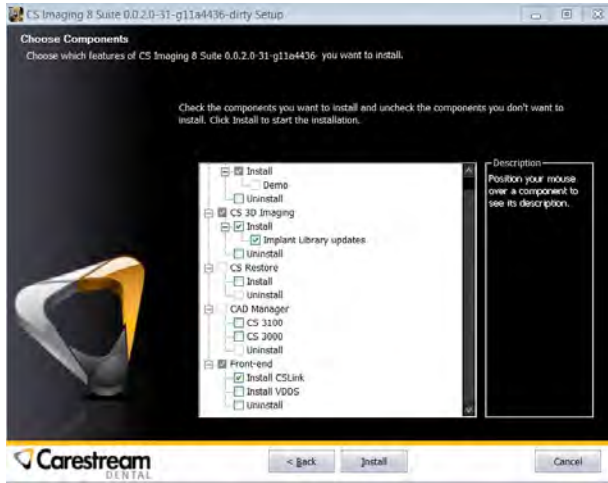 CS Imaging 8 Suite 0.0.2.0-31-g11a4436-dirty Setup
Choose Components
Choose which features of CS Imaging 8 Suite 0.0.2.0-31-g11a4436- you want to install.
Check the components you want to install and uncheck the components you don't want to
install. Click Install to start the installation.
Install
Demo
Uninstall
CS 3D Imaging
Install
Implant Library updates
Uninstall
CS Restore
Install
Uninstall
CAD Manager
CS 3100
CS 3000
Uninstall
Front-end
Install CSLink
Install VDDS
Uninstall
Description
Position your mouse
over a component to
see its description.
Carestream
DENTAL
< Back
Install
Cancel